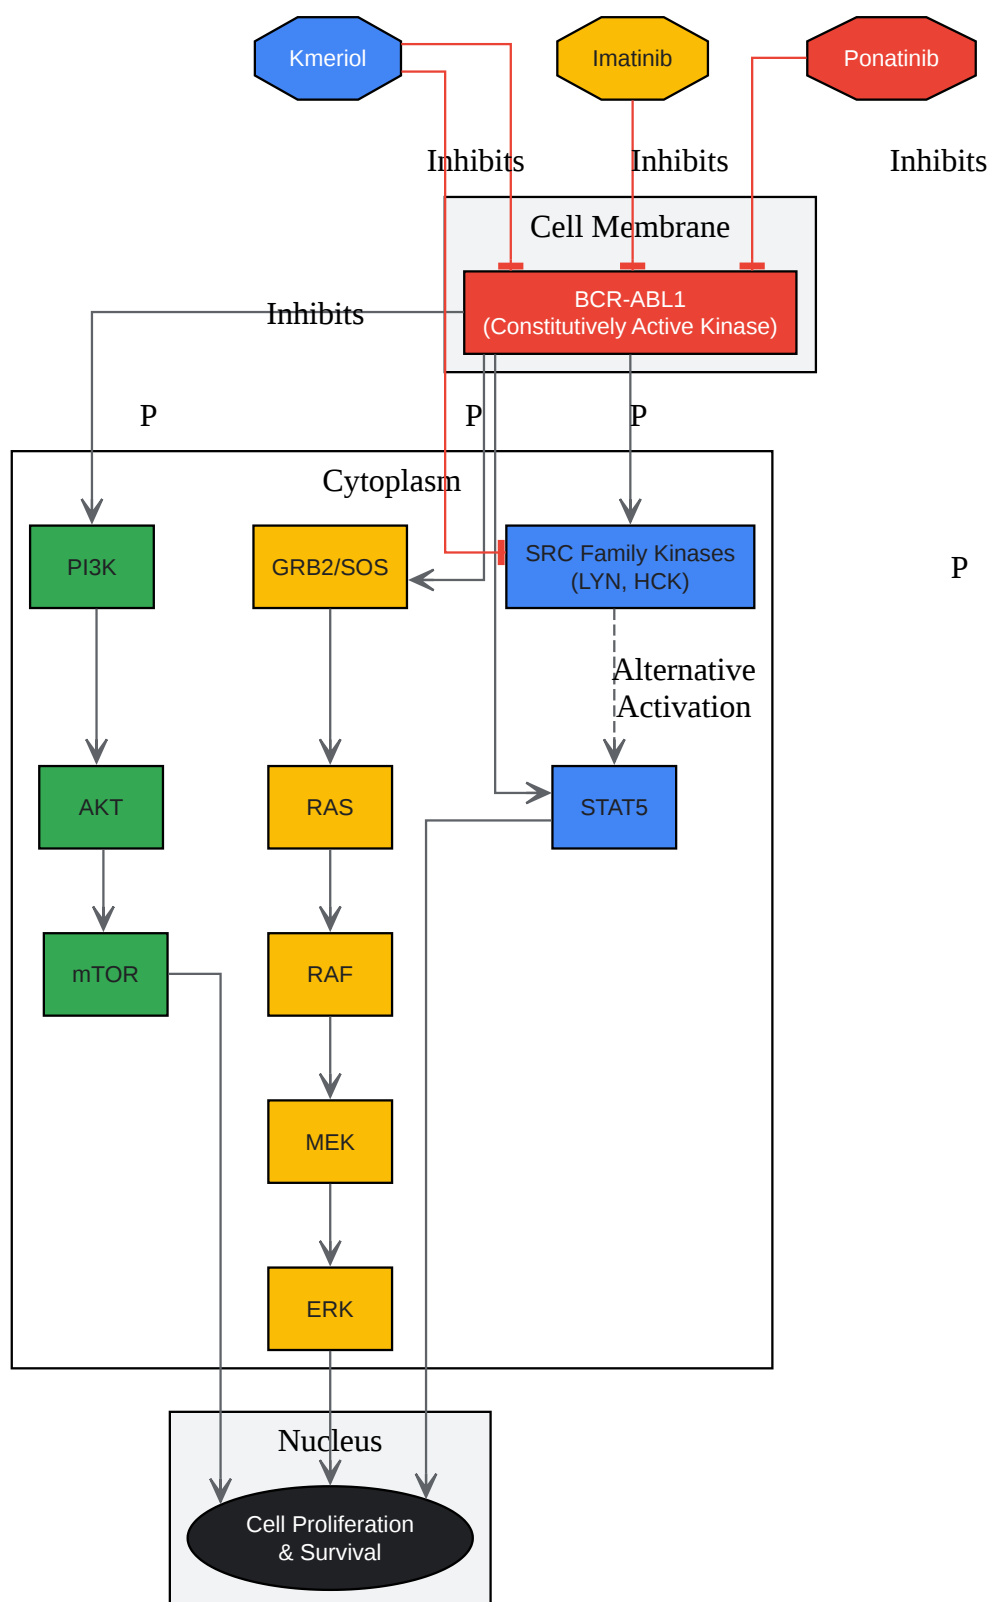 Kmeriol
Imatinib
Ponatinib
Inhibits
Inhibits
Inhibits
Cell Membrane
BCR-ABL1
(Constitutively Active Kinase)
Inhibits
P
P
P
Cytoplasm
PI3K
GRB2/SOS
SRC Family Kinases
(LYN, HCK)
P
Alternative
Activation
AKT
RAS
STAT5
mTOR
RAF
MEK
ERK
Nucleus
Cell Proliferation
& Survival